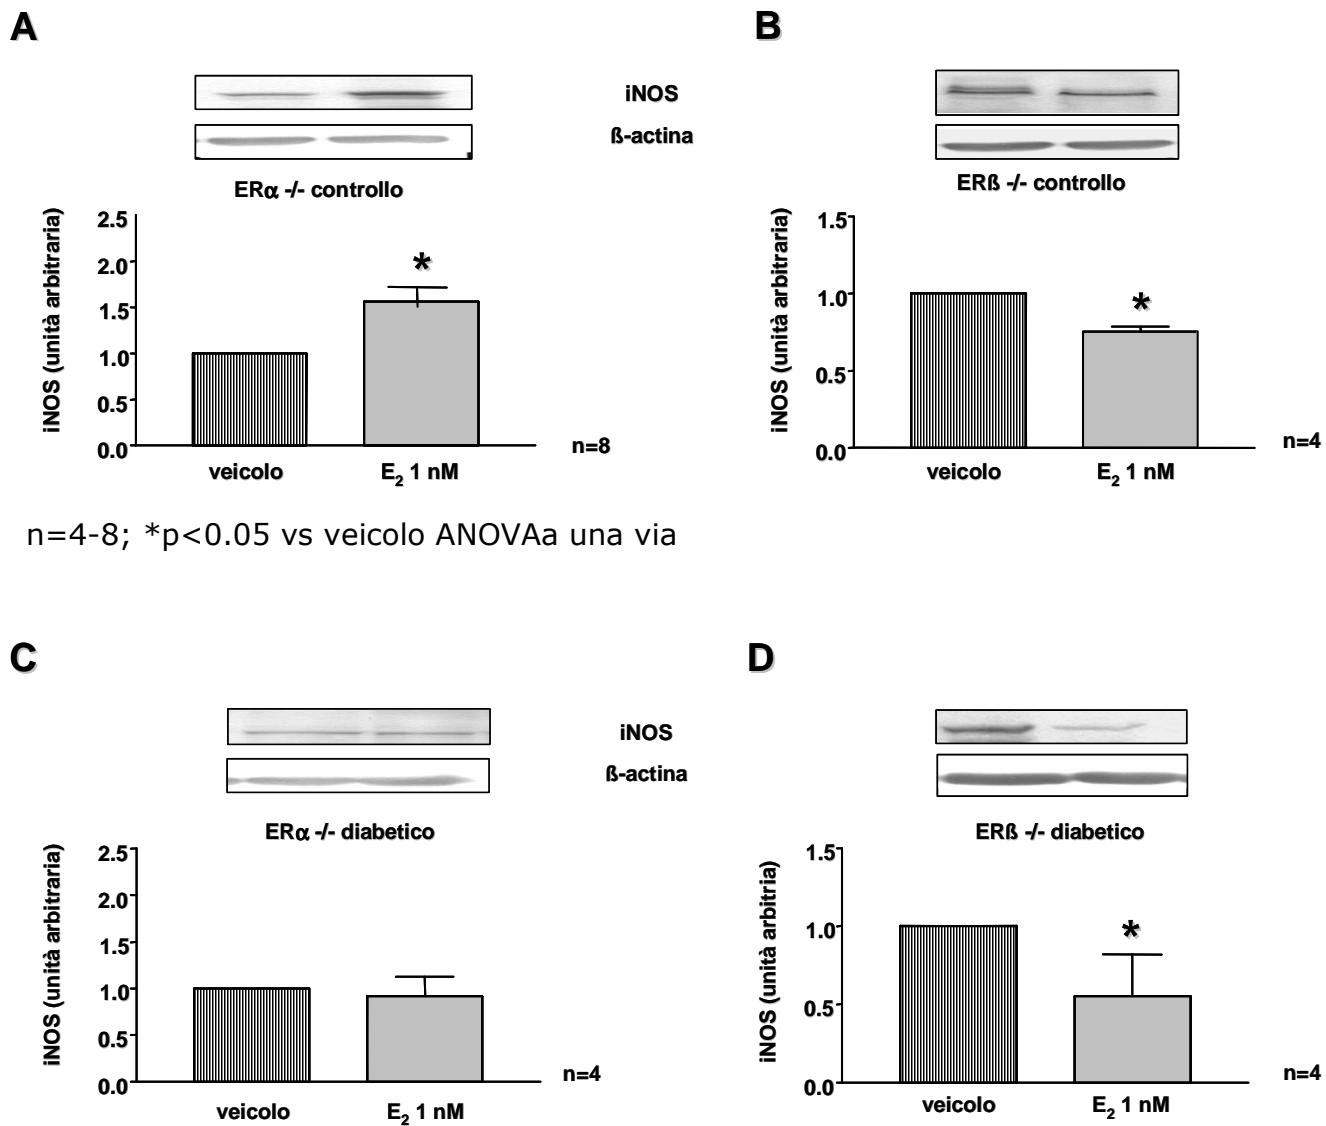 A
iNOS
ß-actina
ERα -/- controllo
iNOS (unità arbitraria)
2.5
2.0
1.5
1.0
0.5
0.0
*
veicolo
E2 1 nM
n=8
B
ERß -/- controllo
iNOS (unità arbitraria)
1.5
1.0
0.5
0.0
*
veicolo
E2 1 nM
n=4
n=4-8; *p<0.05 vs veicolo ANOVAa una via
C
iNOS
ß-actina
ERα -/- diabetico
iNOS (unità arbitraria)
2.5
2.0
1.5
1.0
0.5
0.0
veicolo
E2 1 nM
n=4
D
ERß -/- diabetico
iNOS (unità arbitria)
1.5
1.0
0.5
0.0
*
veicolo
E2 1 nM
n=4